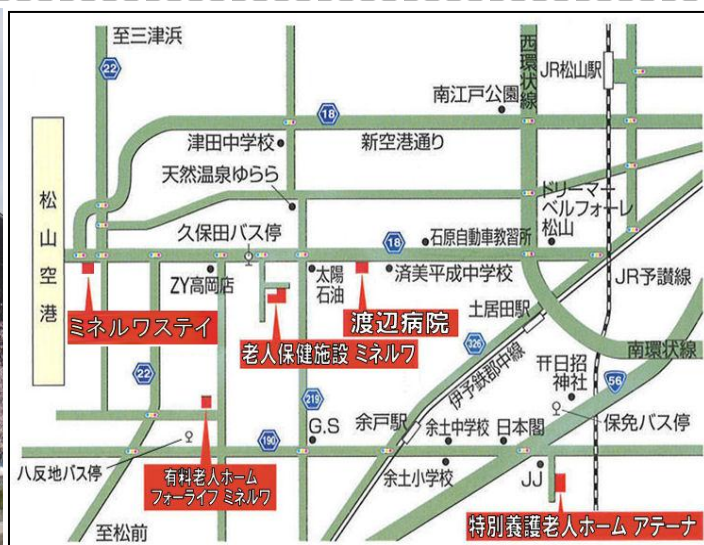 至三津浜
22
西環状線
JR松山駅
南江戸公園
18
津田中学校
新空港通り
天然温泉ゆらら
ドリーマー
ベルフォーレ
松山
松山空港
久保田バス停
18
石原自動車教習所
ZY高岡店
太陽
石油
済美平成中学校
JR予讃線
ミネルワステイ
老人保健施設 ミネルワ
渡辺病院
土居田駅
326
伊予鉄郡中線
南環状線
22
日招
神社
56
219
G.S
余戸駅
余土中学校
日本閣
保免バス停
190
八反地バス停
有料老人ホーム
フォーライフ ミネルワ
余土小学校
JJ
至松前
特別養護老人ホーム アテーナ